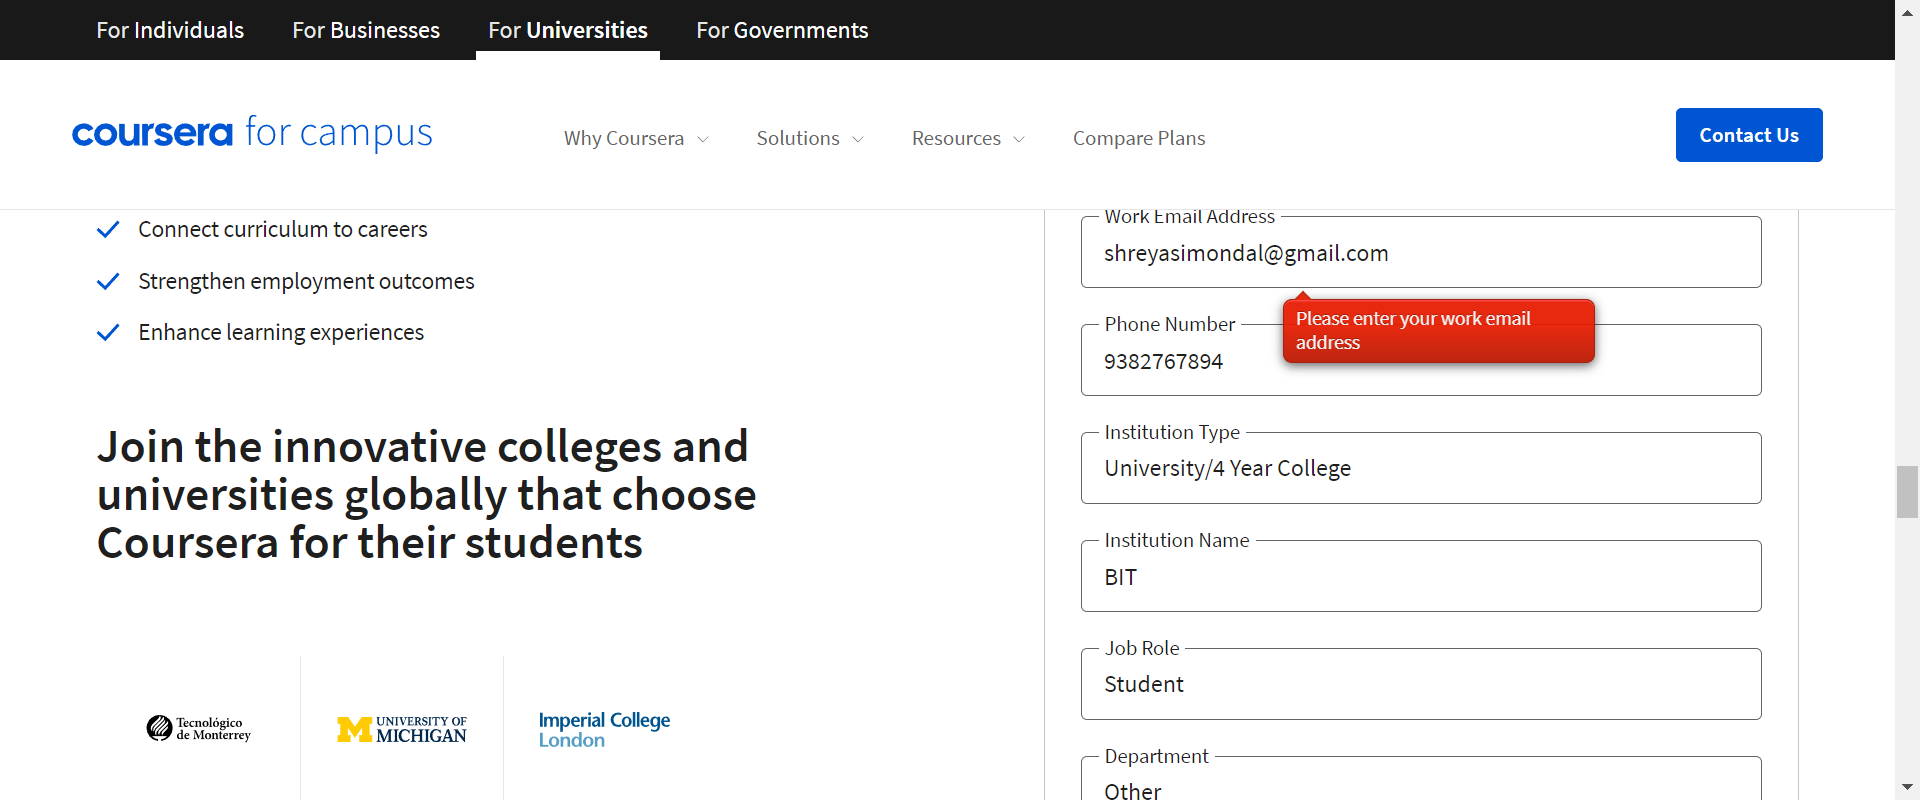 For Individuals
For Businesses
For Universities
For Governments
coursera for campus
Why Coursera
Solutions
Resources
Compare Plans
Contact Us
Connect curriculum to careers
Strengthen employment outcomes
Enhance learning experiences
Join the innovative colleges and
universities globally that choose
Coursera for their students
Tecnológico
de Monterrey
M UNIVERSITY OF
MICHIGAN
Imperial College
London
Work Email Address
shreyasimondal@gmail.com
Please enter your work email
address
Phone Number
9382767894
Institution Type
University/4 Year College
Institution Name
BIT
Job Role
Student
Department
Other